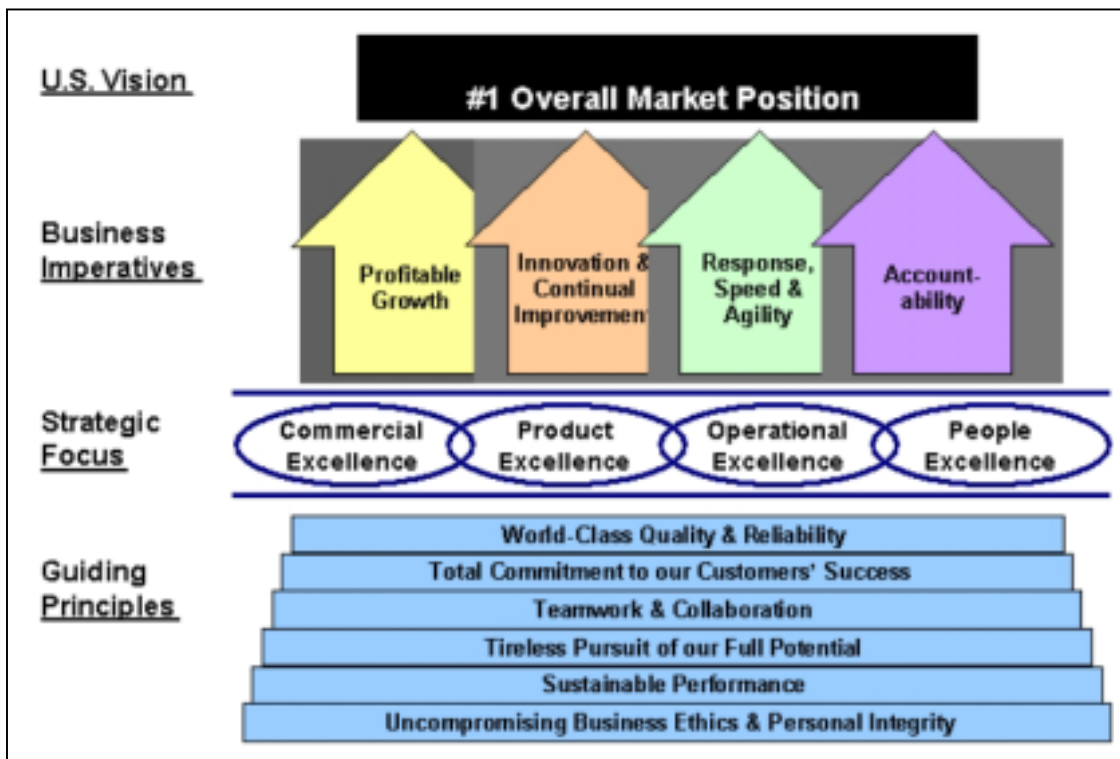 U.S. Vision
#1 Overall Market Position
Business
Imperatives
Profitable
Growth
Innovation &
Continual
Improvement
Response,
Speed &
Agility
Account-
ability
Strategic
Focus
Commercial
Excellence
Product
Excellence
Operational
Excellence
People
Excellence
Guiding
Principles
World-Class Quality & Reliability
Total Commitment to our Customers' Success
Teamwork & Collaboration
Tireless Pursuit of our Full Potential
Sustainable Performance
Uncompromising Business Ethics & Personal Integrity